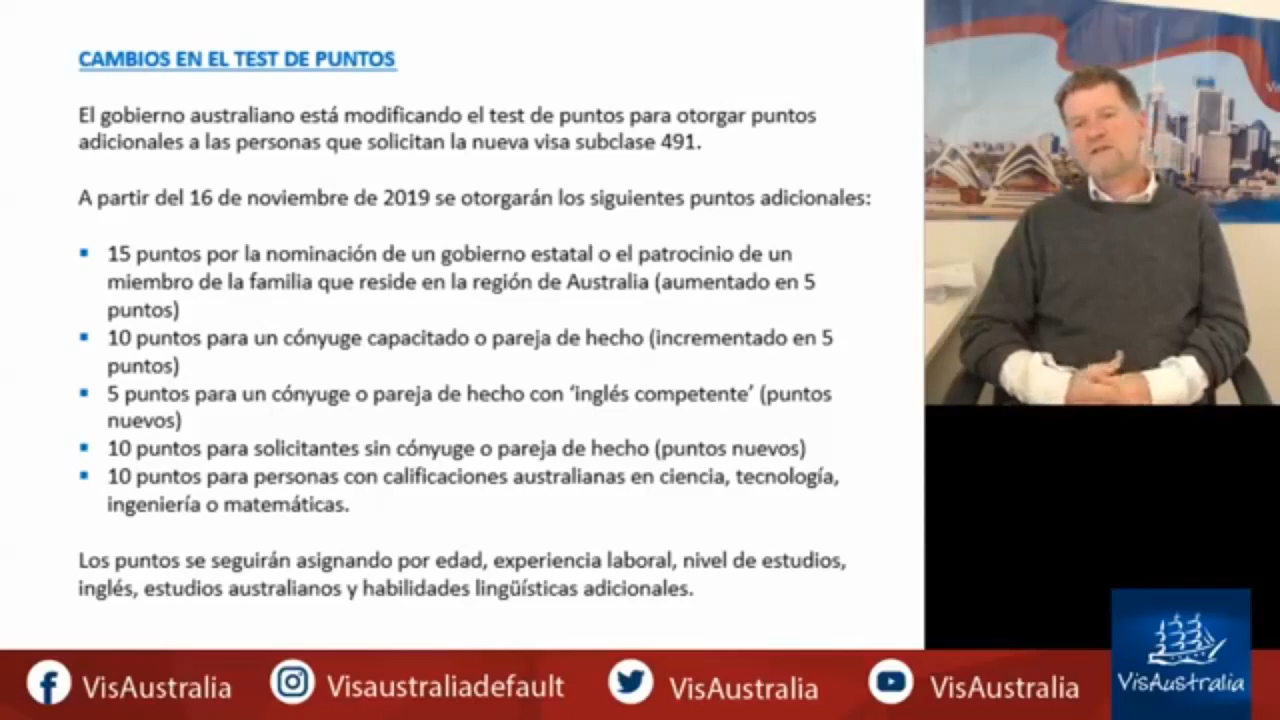 CAMBIOS EN EL TEST DE PUNTOS
El gobierno australiano está modificando el test de puntos para otorgar puntos
adicionales a las personas que solicitan la nueva visa subclase 491.
A partir del 16 de noviembre de 2019 se otorgarán los siguientes puntos adicionales:
▪ 15 puntos por la nominación de un gobierno estatal o el patrocinio de un
miembro de la familia que reside en la región de Australia (aumentado en 5
puntos)
▪ 10 puntos para un cónyuge capacitado o pareja de hecho (incrementado en 5
puntos)
▪ 5 puntos para un cónyuge o pareja de hecho con ‘inglés competente’ (puntos
nuevos)
▪ 10 puntos para solicitantes sin cónyuge o pareja de hecho (puntos nuevos)
▪ 10 puntos para personas con calificaciones australianas en ciencia, tecnología,
ingeniería o matemáticas.
Los puntos se seguirán asignando por edad, experiencia laboral, nivel de estudios,
inglés, estudios australianos y habilidades lingüísticas adicionales.
VisAustralia
Visaustraliadefault
VisAustralia
VisAustralia
VisAustralia